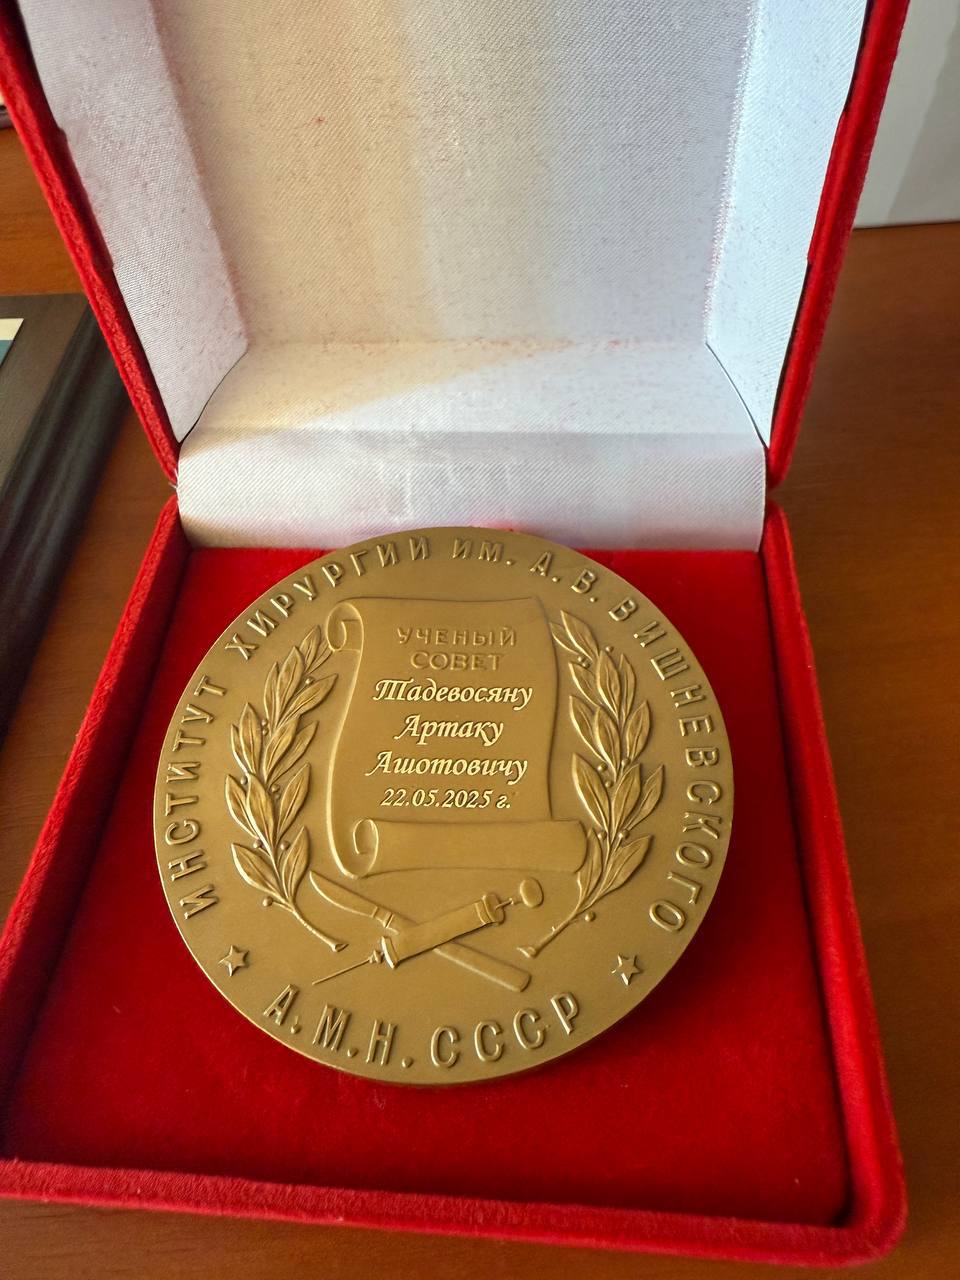 ИНСТИТУТ ХИРУРГИИ ИМ. А. В. ВИШНЕВСКОГО
УЧЕНЫЙ
СОВЕТ
Тадевосяну
Артаку
Ашотовичу
22.05.2025 г.
А.М.Н. СССР